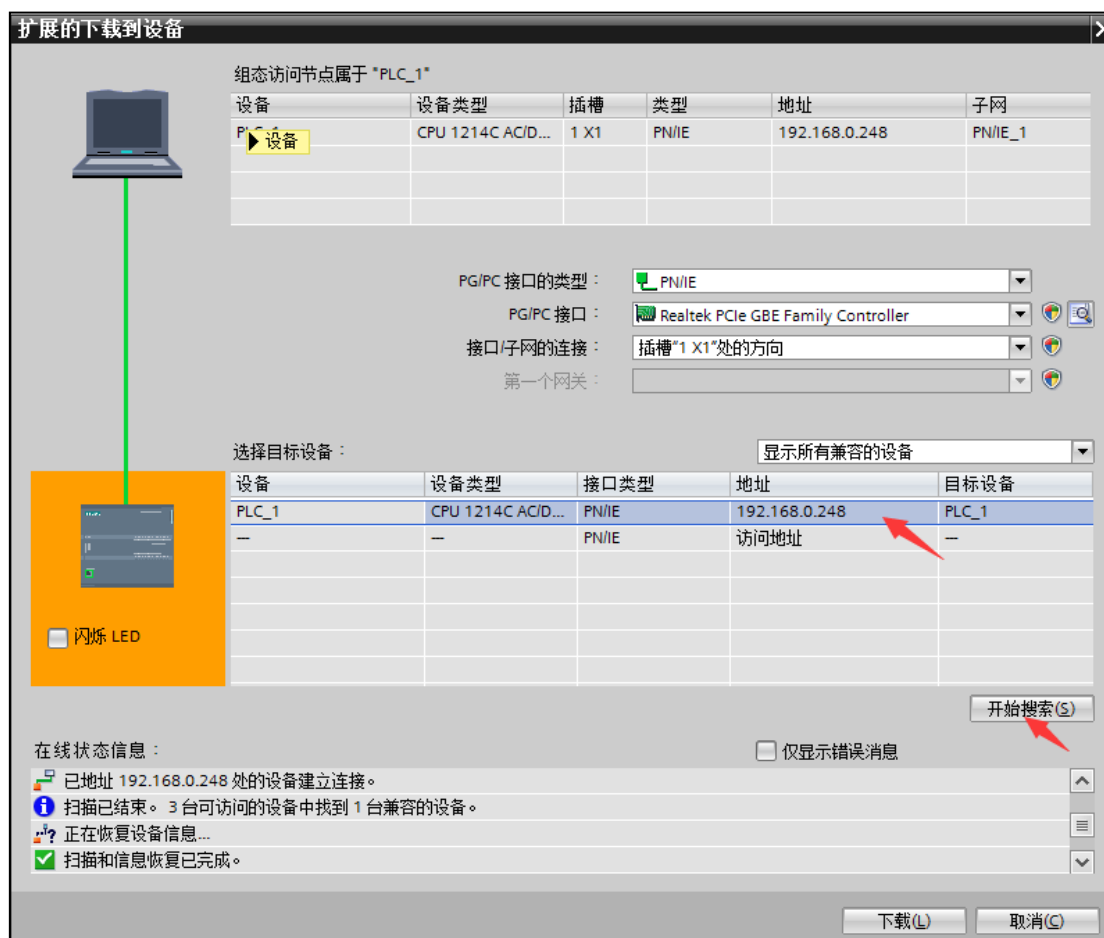 扩展的下载到设备
组态访问节点属于 "PLC_1"
设备 设备类型 插槽 类型 地址 子网
CPU 1214C AC/D... 1 X1 PN/IE 192.168.0.248 PN/IE_1
设备
PG/PC 接口的类型： PN/IE
PG/PC 接口： Realtek PCIe GBE Family Controller
接口/子网的连接： 插槽"1 X1"处的方向
第一个网关：
选择目标设备： 显示所有兼容的设备
设备 设备类型 接口类型 地址 目标设备
PLC_1 CPU 1214C AC/D... PN/IE 192.168.0.248 PLC_1
— — PN/IE 访问地址 —
闪烁 LED
开始搜索(S)
在线状态信息： 仅显示错误消息
已地址 192.168.0.248 处的设备建立连接。
扫描已结束。 3 台可访问的设备中找到 1 台兼容的设备。
正在恢复设备信息...
扫描和信息恢复已完成。
下载(L) 取消(C)